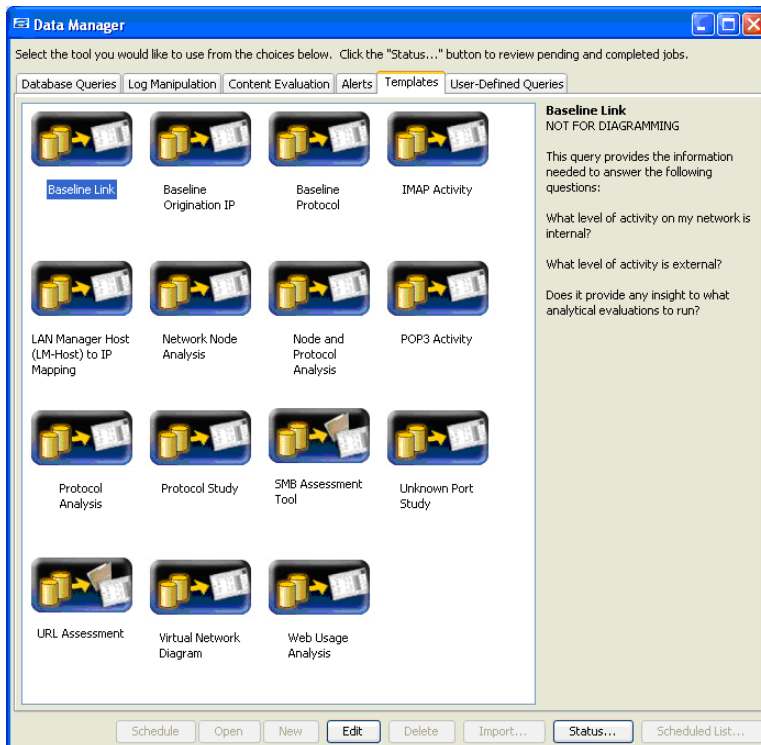 Data Manager
Select the tool you would like to use from the choices below. Click the "Status..." button to review pending and completed jobs.
Database Queries Log Manipulation Content Evaluation Alerts Templates User-Defined Queries
Baseline Link
Baseline
Origination IP
Baseline
Protocol
IMAP Activity
LAN Manager Host
(LM-Host) to IP
Mapping
Network Node
Analysis
Node and
Protocol
Analysis
POP3 Activity
Protocol
Analysis
Protocol Study
SMB Assessment
Tool
Unknown Port
Study
URL Assessment
Virtual Network
Diagram
Web Usage
Analysis
Baseline Link
NOT FOR DIAGRAMMING
This query provides the information
needed to answer the following
questions:
What level of activity on my network is
internal?
What level of activity is external?
Does it provide any insight to what
analytical evaluations to run?
Schedule Open New Edit Delete Import... Status... Scheduled List...